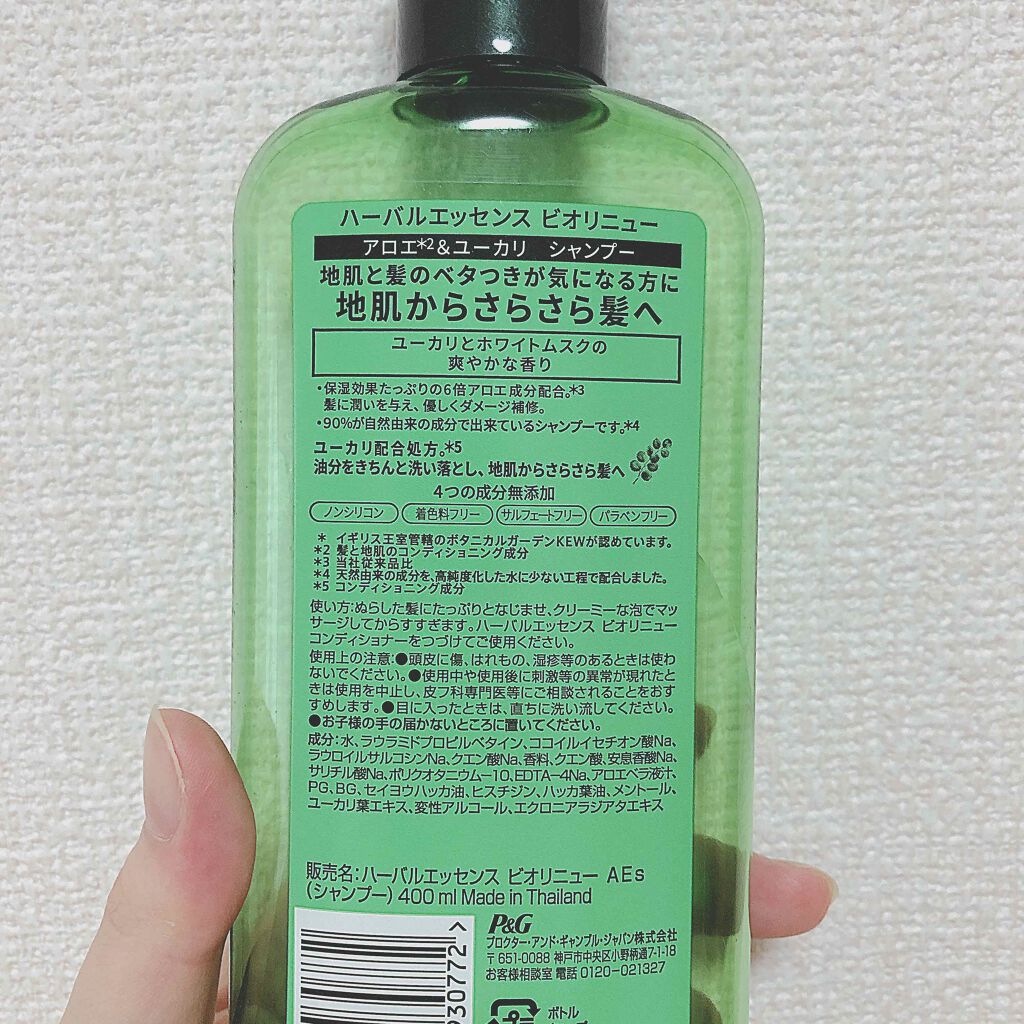 ハーバルエッセンス ビオリニュー
アロエ*2&ユーカリ シャンプー
地肌と髪のベタつきが気になる方に
地肌からさらさら髪へ
ユーカリとホワイトムスクの
爽やかな香り
・保湿効果たっぷりの6倍アロエ成分配合。*3
髪に潤いを与え、優しくダメージ補修。
・90%が自然由来の成分で出来ているシャンプーです。*4
ユーカリ配合処方。*5
油分をきちんと洗い落とし、地肌からさらさら髪へ
4つの成分無添加
ノンシリコン 着色料フリー サルフェートフリー パラベンフリー
* イギリス王室管轄のボタニカルガーデンKEWが認めています。
*2 髪と地肌のコンディショニング成分
*3 当社従来品比
*4 天然由来の成分を、高純度化した水に少ない工程で配合しました。
*5 コンディショニング成分
使い方:ぬらした髪にたっぷりとなじませ、クリーミーな泡でマッ
サージしてからすすぎます。ハーバルエッセンス ビオリニュー
コンディショナーをつづけてご使用ください。
使用上の注意:●頭皮に傷、はれもの、湿疹等のあるときは使わ
ないでください。●使用中や使用後に刺激等の異常が現れたと
きは使用を中止し、皮フ科専門医等にご相談されることをおす
すめします。●目に入ったときは、直ちに洗い流してください。
●お子様の手の届かないところに置いてください。
成分:水、ラウラミドプロピルベタイン、ココイルイセチオン酸Na、
ラウロイルサルコシンNa、クエン酸Na、香料、クエン酸、安息香酸Na、
サリチル酸Na、ポリクオタニウム-10、EDTA-4Na、アロエベラ液汁、
PG、BG、セイヨウハッカ油、ヒスチジン、ハッカ葉油、メントール、
ユーカリ葉エキス、変性アルコール、エクロニアラジアタエキス
販売名:ハーバルエッセンス ビオリニュー AEs
(シャンプー) 400 ml Made in Thailand
P&G
プロクター・アンド・ギャンブル・ジャパン株式会社
〒651-0088 神戸市中央区小野柄通7-1-18
お客様相談室 電話 0120-021327
930772 >
ボトル